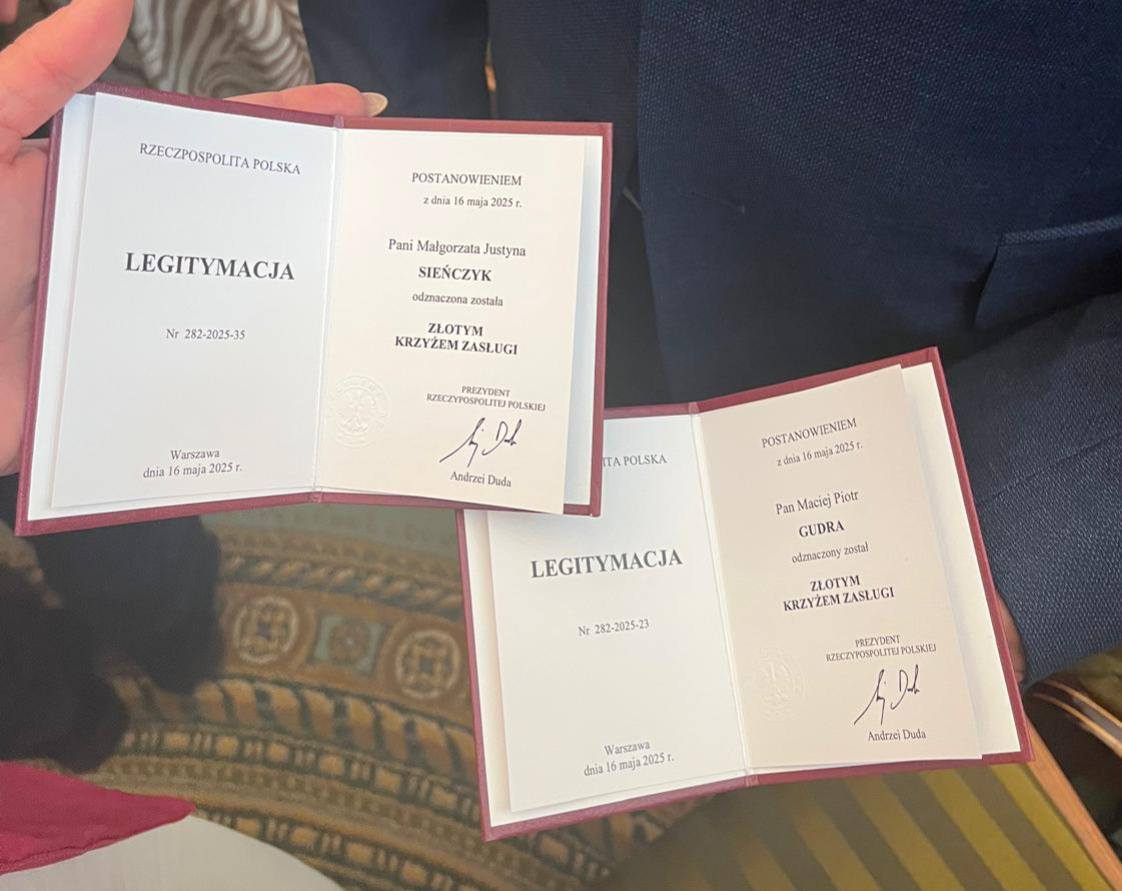 RZECZPOSPOLITA POLSKA
LEGITYMACJA
Nr 282-2025-35
Warszawa
dnia 16 maja 2025 r.
POSTANOWIENIEM
z dnia 16 maja 2025 r.
Pani Małgorzata Justyna
SIEŃCZYK
odznaczona została
ZŁOTYM
KRZYŻEM ZASŁUGI
PREZYDENT
RZECZYPOSPOLITEJ POLSKIEJ
Andrzej Duda
ITA POLSKA
LEGITYMACJA
Nr 282-2025-23
Warszawa
dnia 16 maja 2025 r.
POSTANOWIENIEM
z dnia 16 maja 2025 r.
Pan Maciej Piotr
GUDRA
odznaczony został
ZŁOTYM
KRZYŻEM ZASŁUGI
PREZYDENT
RZECZYPOSPOLITEJ POLSKIEJ
Andrzej Duda